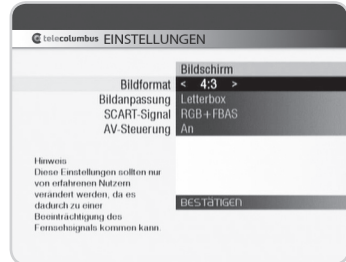 telecolumbus EINSTELLUNGEN
Bildschirm
Bildformat < 4:3 >
Bildanpassung Letterbox
SCART-Signal RGB+FBAS
AV-Steuerung An
Hinweis
Diese Einstellungen sollten nur
von erfahrenen Nutzern
verändert werden, da es
dadurch zu einer
Beeinträchtigung des
Fernsehsignals kommen kann.
BESTÄTIGEN